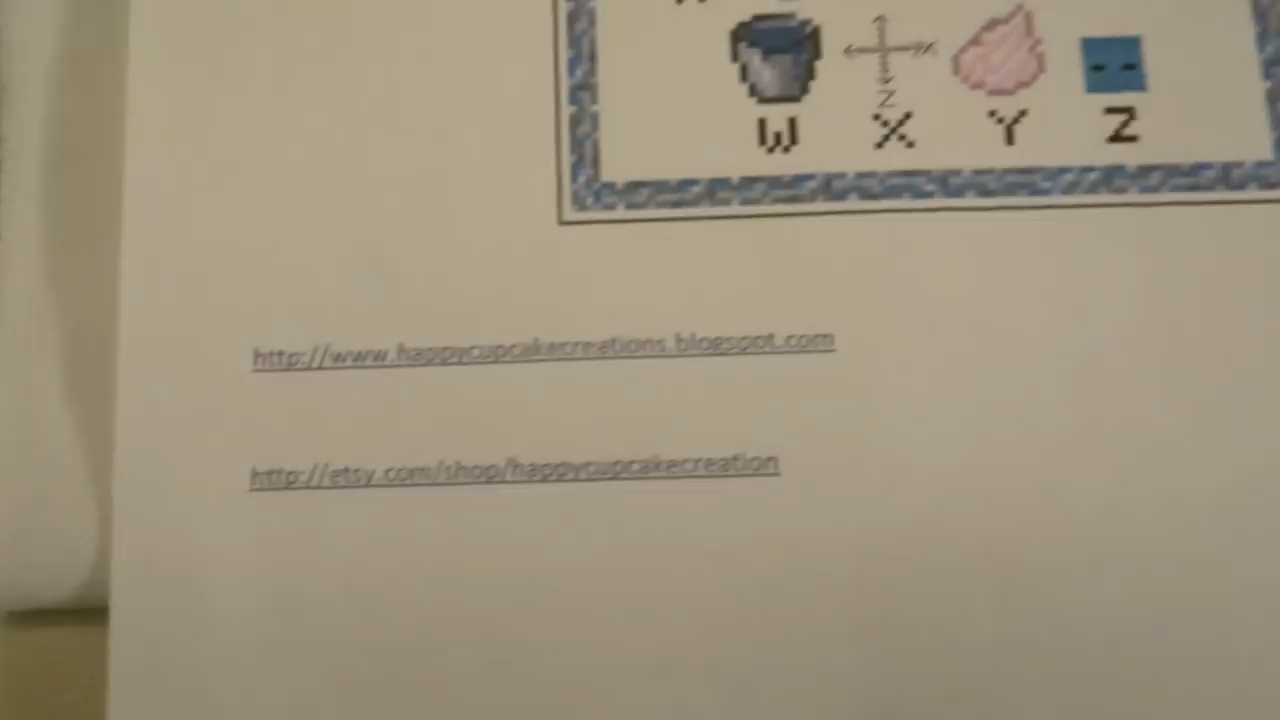 X
Z
W X Y Z
http://www.happycupcakecreations.blogspot.com
http://etsy.com/shop/happycupcakecreation